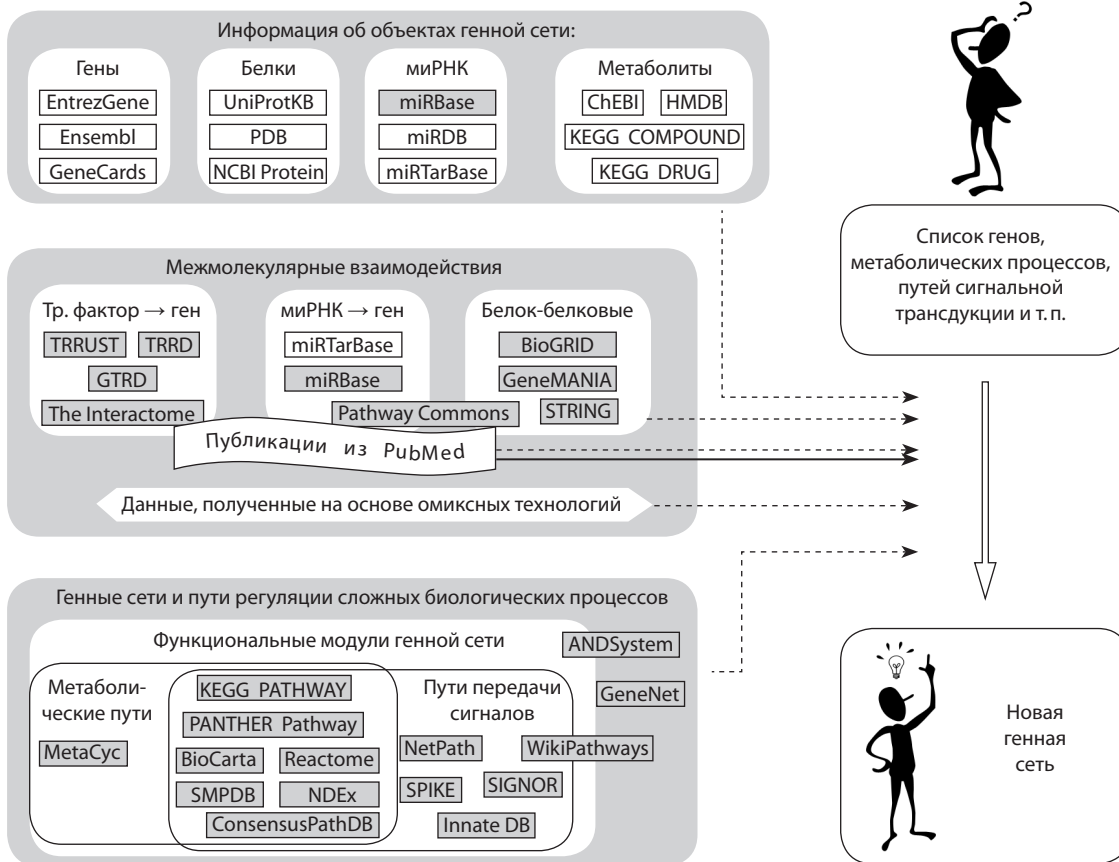 Информация об объектах генной сети:
Гены
EntrezGene
Ensembl
GeneCards
Белки
UniProtKB
PDB
NCBI Protein
миРНК
miRBase
miRDB
miRTarBase
Метаболиты
ChEBI HMDB
KEGG COMPOUND
KEGG DRUG
?
Список генов,
метаболических процессов,
путей сигнальной
трансдукции и т. п.
Межмолекулярные взаимодействия
Тр. фактор → ген
TRRUST TRRD
GTRD
The Interactome
миРНК → ген
miRTarBase
miRBase
Pathway Commons
Белок-белковые
BioGRID
GeneMANIA
STRING
Публикации из PubMed
Данные, полученные на основе омиксных технологий
Генные сети и пути регуляции сложных биологических процессов
Функциональные модули генной сети
ANDSystem
GeneNet
Метаболи-
ческие пути
MetaCyc
KEGG PATHWAY
PANTHER Pathway
BioCarta Reactome
SMPDB NDEx
ConsensusPathDB
Пути передачи
сигналов
NetPath WikiPathways
SPIKE SIGNOR
Innate DB
Новая
генная
сеть